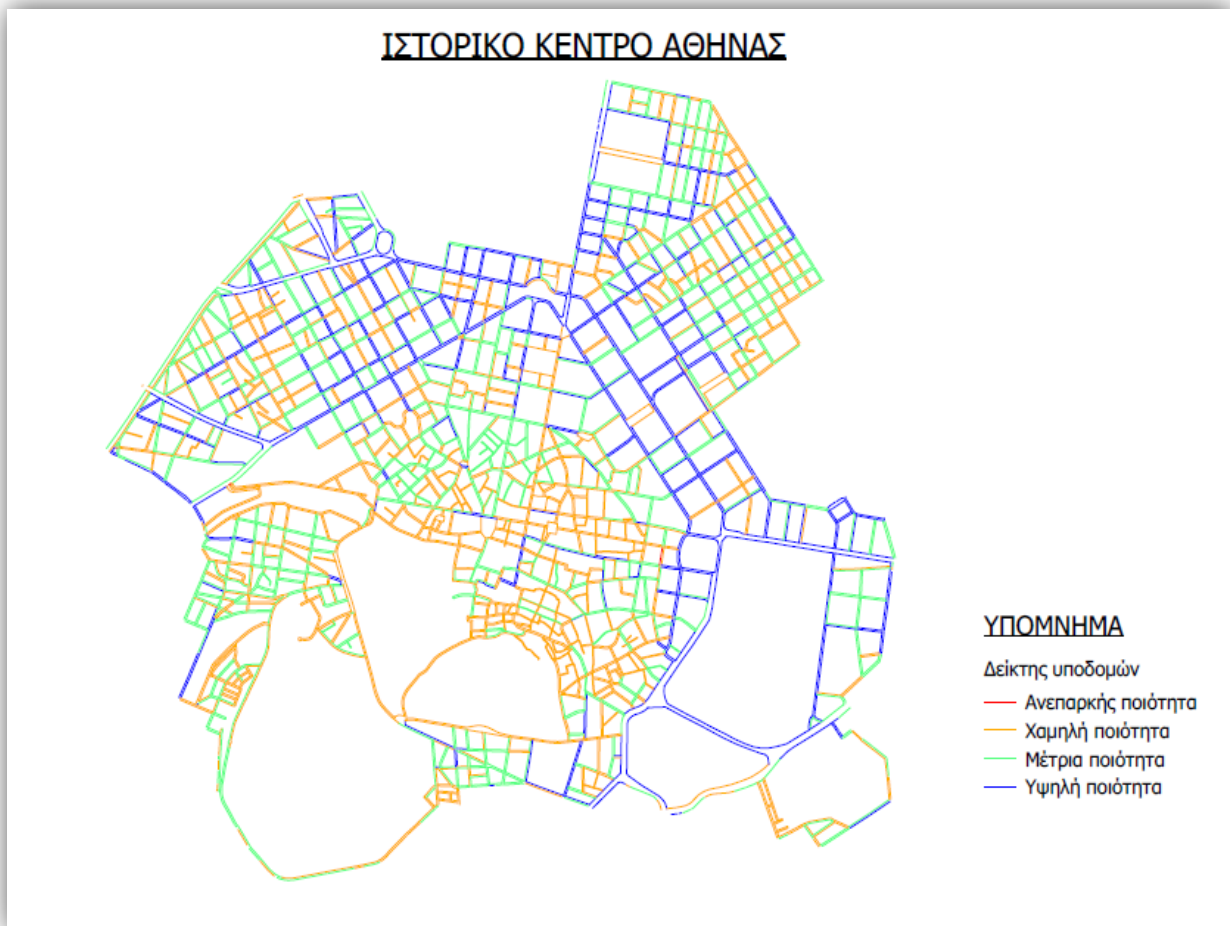 ΙΣΤΟΡΙΚΟ ΚΕΝΤΡΟ ΑΘΗΝΑΣ
ΥΠΟΜΝΗΜΑ
Δείκτης υποδομών
Ανεπαρκής ποιότητα
Χαμηλή ποιότητα
Μέτρια ποιότητα
Υψηλή ποιότητα